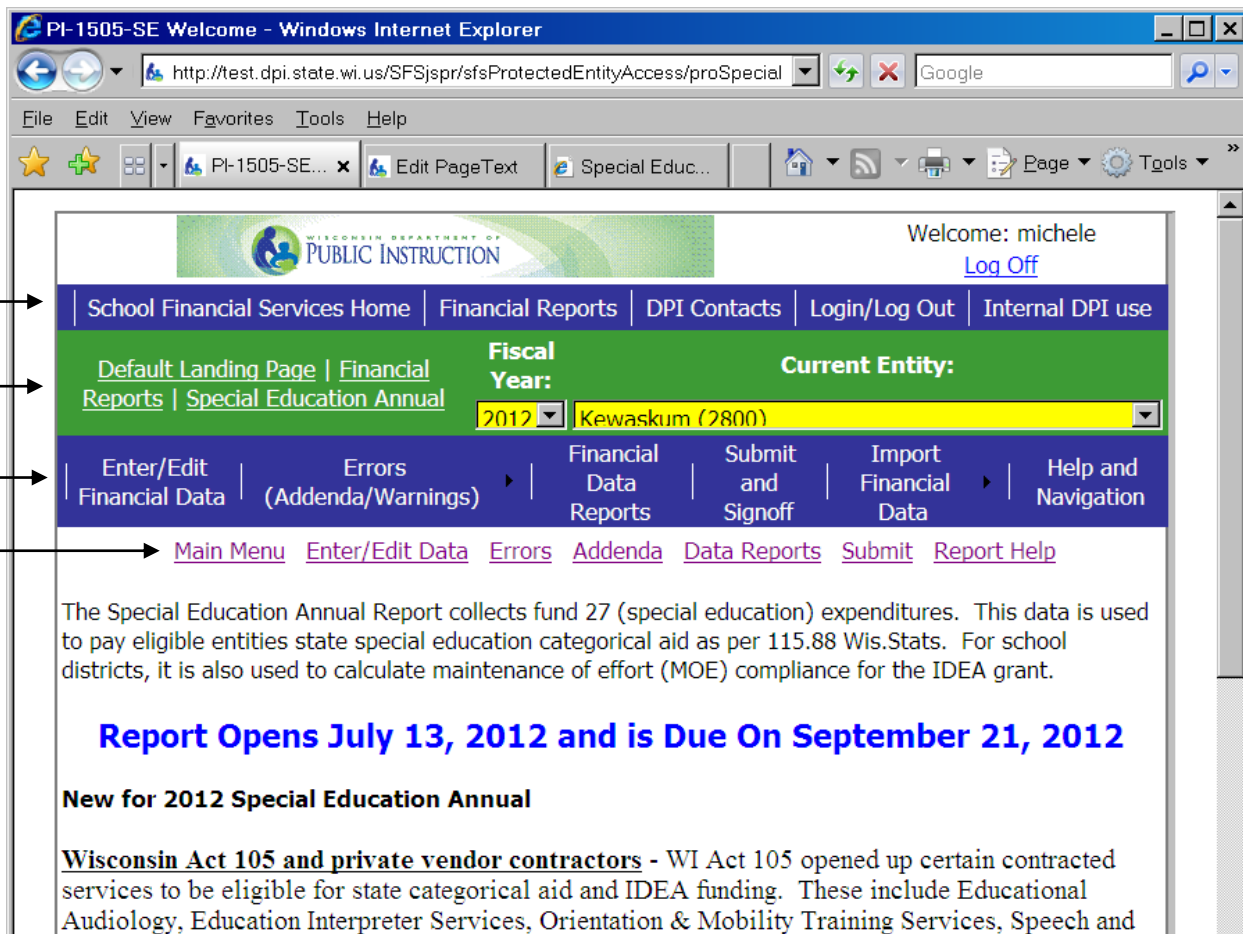 PI-1505-SE Welcome - Windows Internet Explorer
http://test.dpi.state.wi.us/SFSjspr/sfsProtectedEntityAccess/proSpecial
Google
File Edit View Favorites Tools Help
PI-1505-SE... Edit PageText Special Educ... Page Tools »
WISCONSIN DEPARTMENT OF
PUBLIC INSTRUCTION
Welcome: michele
Log Off
School Financial Services Home | Financial Reports | DPI Contacts | Login/Log Out | Internal DPI use
Default Landing Page | Financial
Reports | Special Education Annual
Fiscal
Year:
2012
Current Entity:
Kewaskum (2800)
Enter/Edit
Financial Data
Errors
(Addenda/Warnings)
Financial
Data
Reports
Submit
and
Signoff
Import
Financial
Data
Help and
Navigation
Main Menu Enter/Edit Data Errors Addenda Data Reports Submit Report Help
The Special Education Annual Report collects fund 27 (special education) expenditures. This data is used
to pay eligible entities state special education categorical aid as per 115.88 Wis.Stats. For school
districts, it is also used to calculate maintenance of effort (MOE) compliance for the IDEA grant.
Report Opens July 13, 2012 and is Due On September 21, 2012
New for 2012 Special Education Annual
Wisconsin Act 105 and private vendor contractors - WI Act 105 opened up certain contracted
services to be eligible for state categorical aid and IDEA funding. These include Educational
Audiology, Education Interpreter Services, Orientation & Mobility Training Services, Speech and